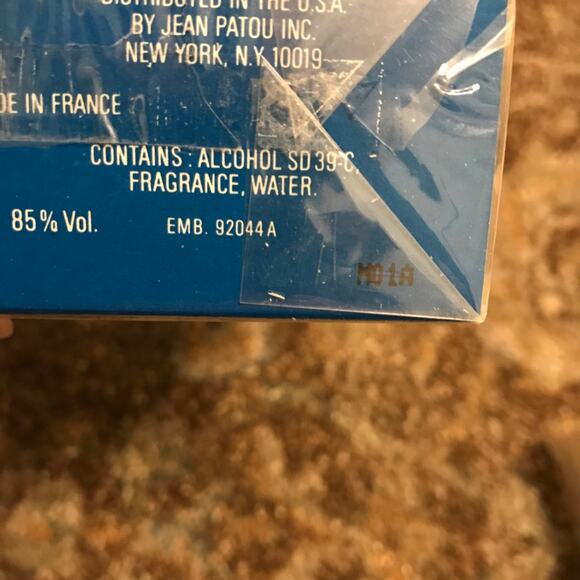 DISTRIBUTED IN THE U.S.A.
BY JEAN PATOU INC.
NEW YORK, N.Y 10019
DE IN FRANCE
CONTAINS : ALCOHOL SD 39-C,
FRAGRANCE, WATER.
85% Vol.
EMB. 92044 A
M01A